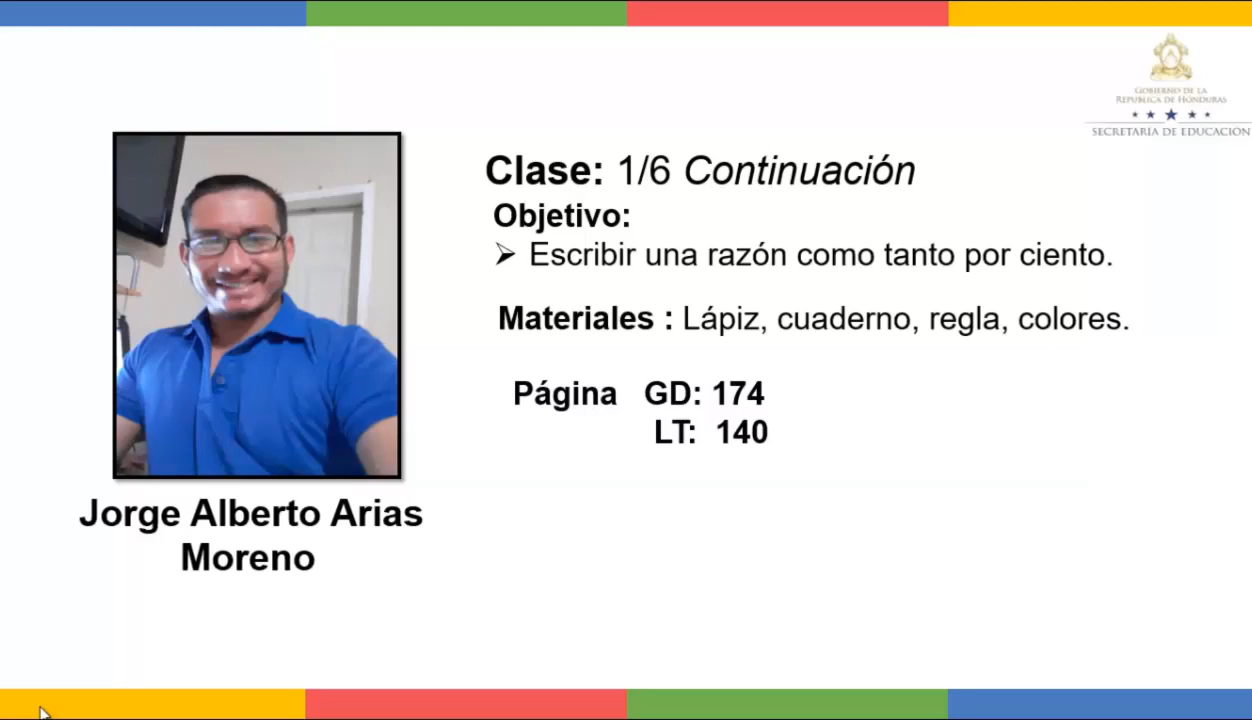 GOBIERNO DE LA
REPÚBLICA DE HONDURAS
SECRETARÍA DE EDUCACIÓN
Clase: 1/6 Continuación
Objetivo:
➢ Escribir una razón como tanto por ciento.
Materiales : Lápiz, cuaderno, regla, colores.
Página GD: 174
LT: 140
Jorge Alberto Arias
Moreno